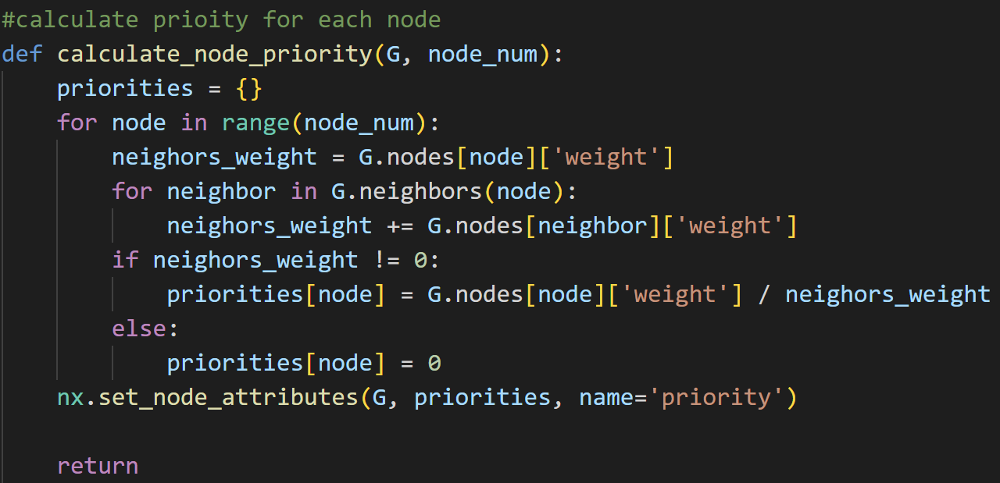 #calculate prioity for each node
def calculate_node_priority(G, node_num):
    priorities = {}
    for node in range(node_num):
        neighors_weight = G.nodes[node]['weight']
        for neighbor in G.neighbors(node):
            neighors_weight += G.nodes[neighbor]['weight']
        if neighors_weight != 0:
            priorities[node] = G.nodes[node]['weight'] / neighors_weight
        else:
            priorities[node] = 0
    nx.set_node_attributes(G, priorities, name='priority')
    return